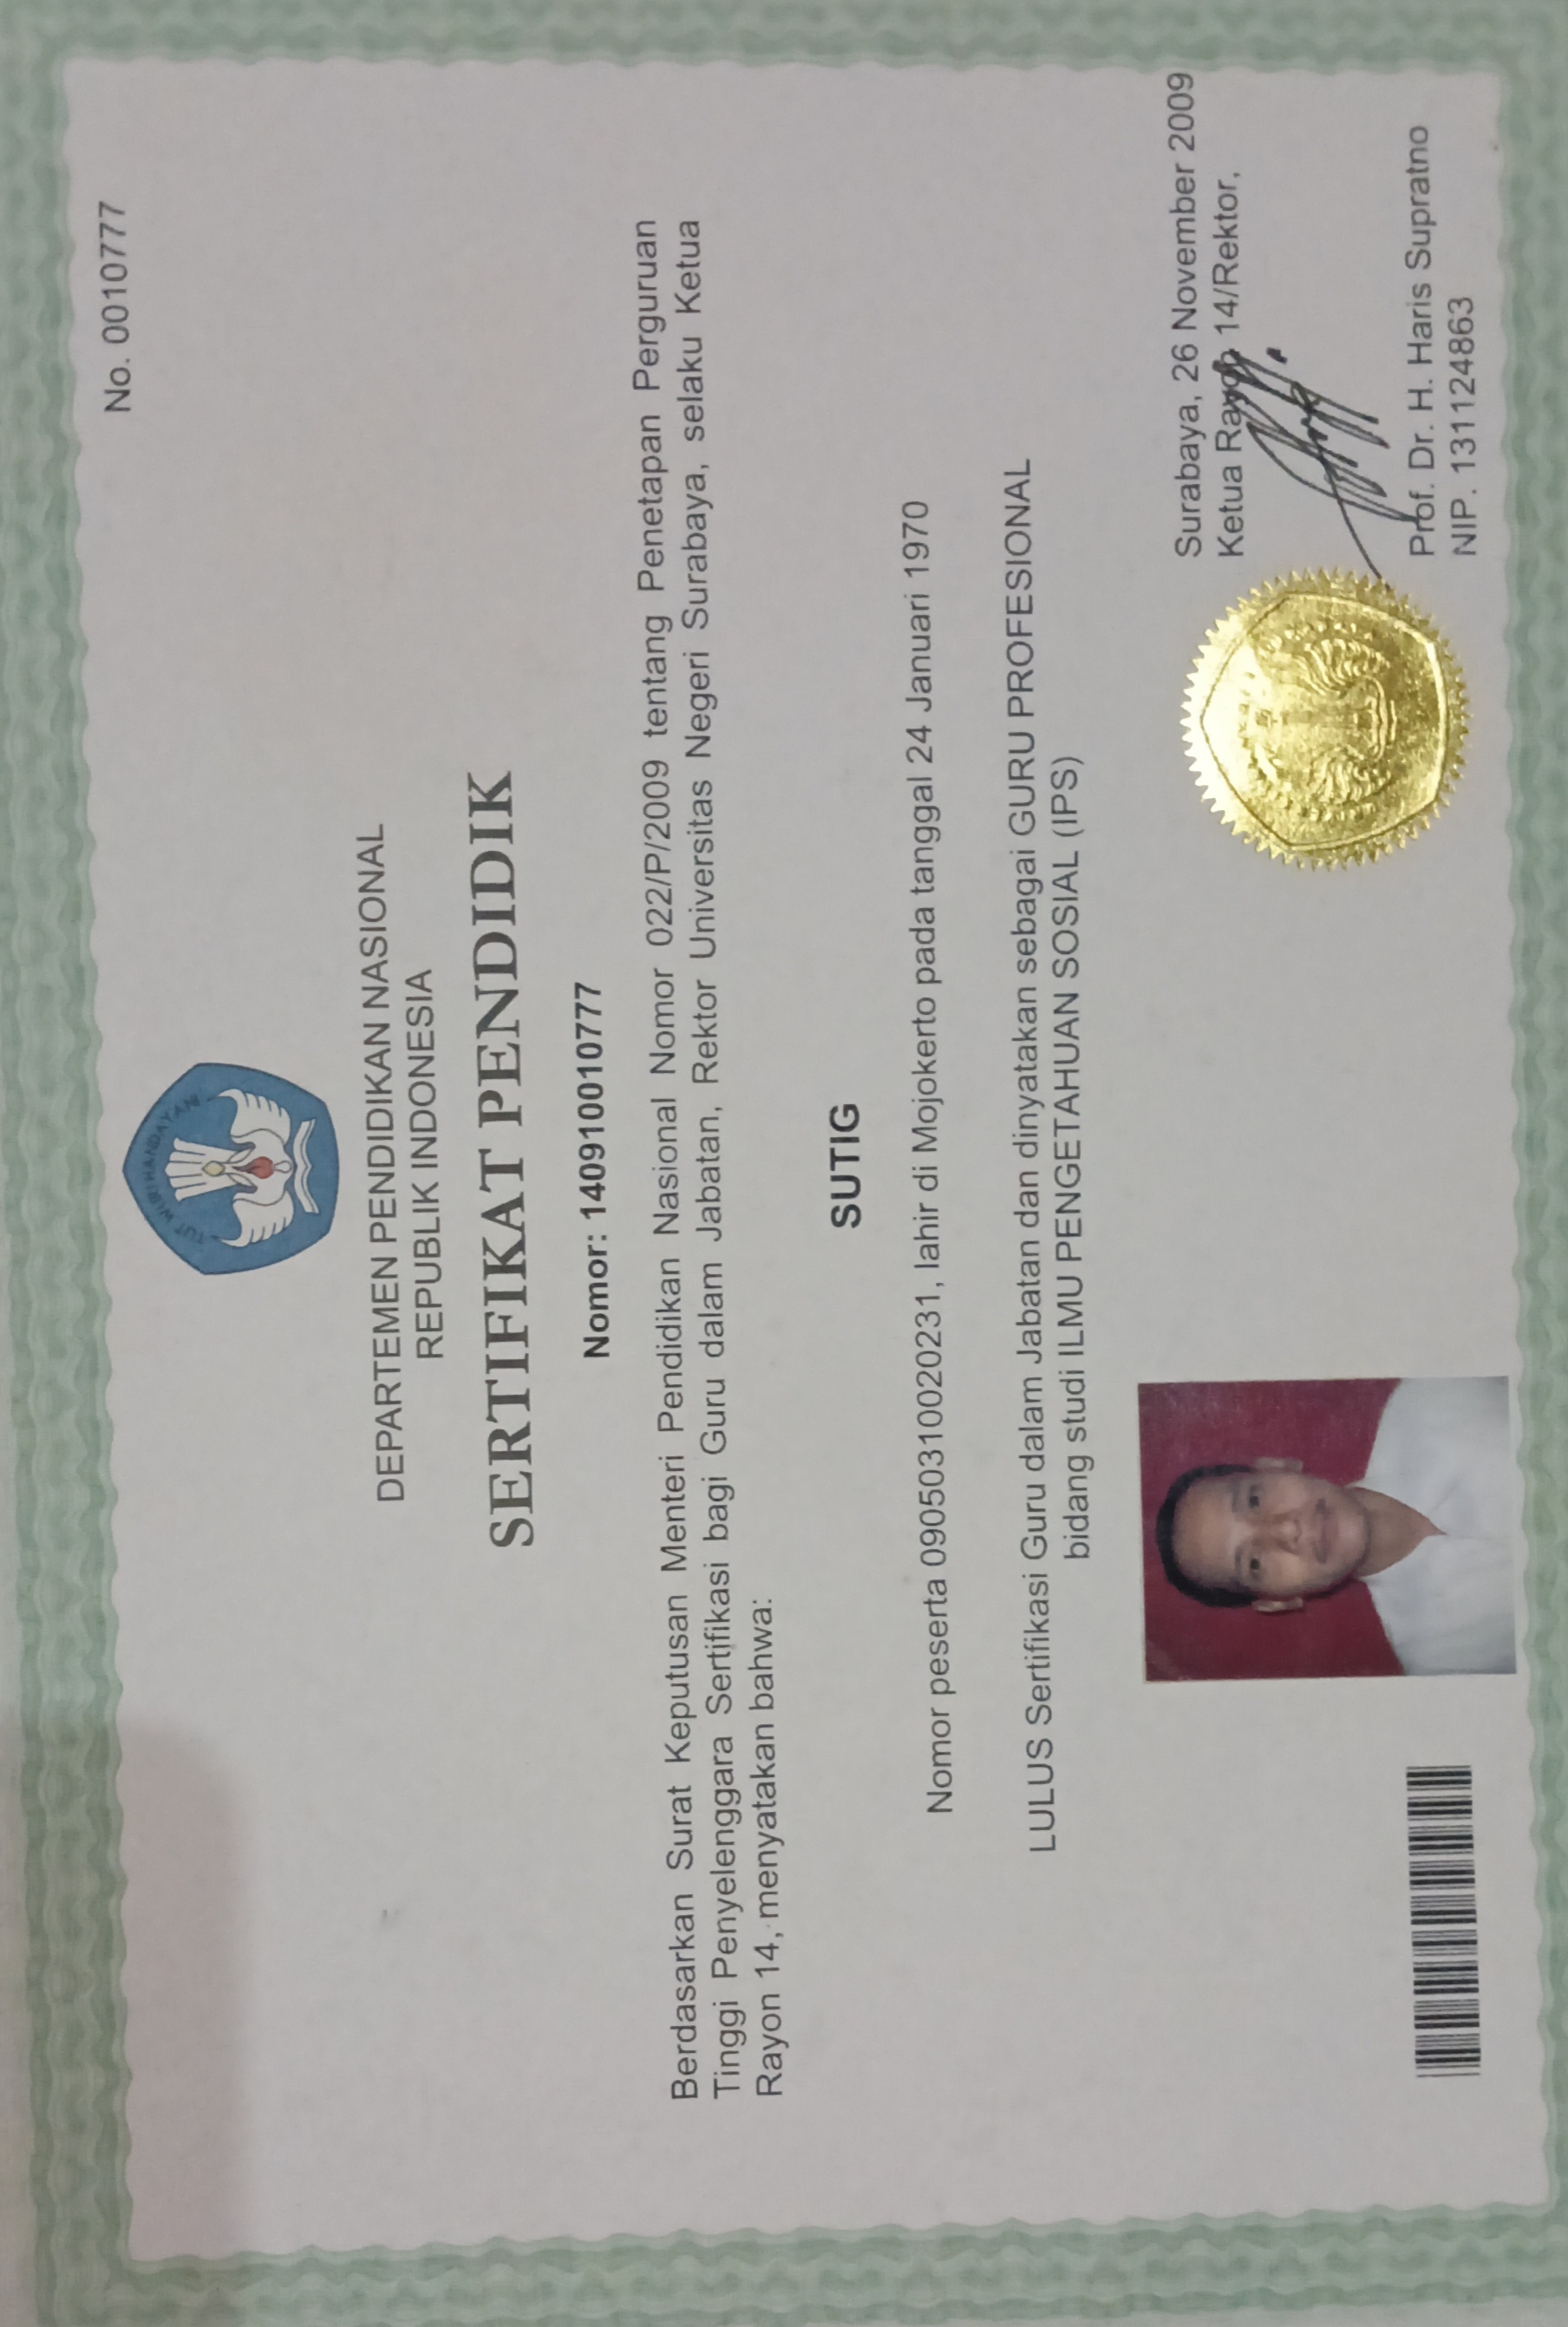 No. 0010777
TUT WURI HANDAYANI
DEPARTEMEN PENDIDIKAN NASIONAL
REPUBLIK INDONESIA
SERTIFIKAT PENDIDIK
Nomor: 140910010777
Berdasarkan Surat Keputusan Menteri Pendidikan Nasional Nomor 022/P/2009 tentang Penetapan Perguruan
Tinggi Penyelenggara Sertifikasi bagi Guru dalam Jabatan, Rektor Universitas Negeri Surabaya, selaku Ketua
Rayon 14, menyatakan bahwa:
SUTIG
Nomor peserta 09050310020231, lahir di Mojokerto pada tanggal 24 Januari 1970
LULUS Sertifikasi Guru dalam Jabatan dan dinyatakan sebagai GURU PROFESIONAL
bidang studi ILMU PENGETAHUAN SOSIAL (IPS)
Surabaya, 26 November 2009
Ketua Rayon 14/Rektor,
Prof. Dr. H. Haris Supratno
NIP. 131124863